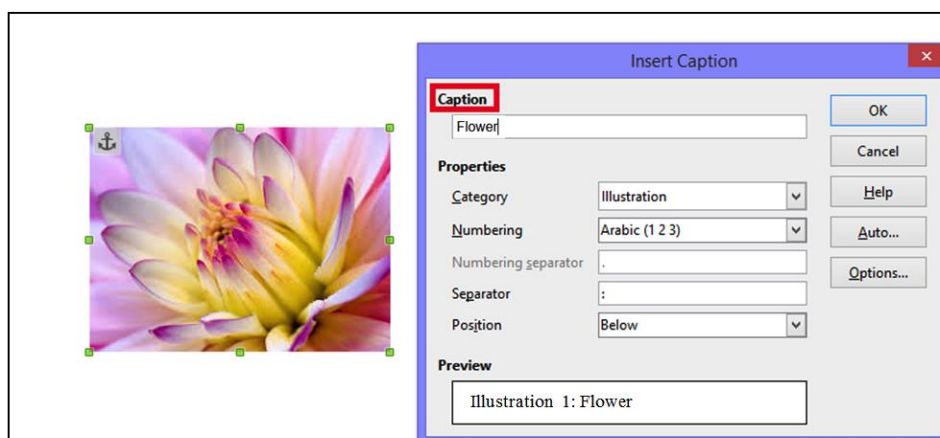 Insert Caption
Caption
Flower
OK
Cancel
Help
Auto...
Options...
Properties
Category Illustration
Numbering Arabic (1 2 3)
Numbering separator .
Separator :
Position Below
Preview
Illustration 1: Flower